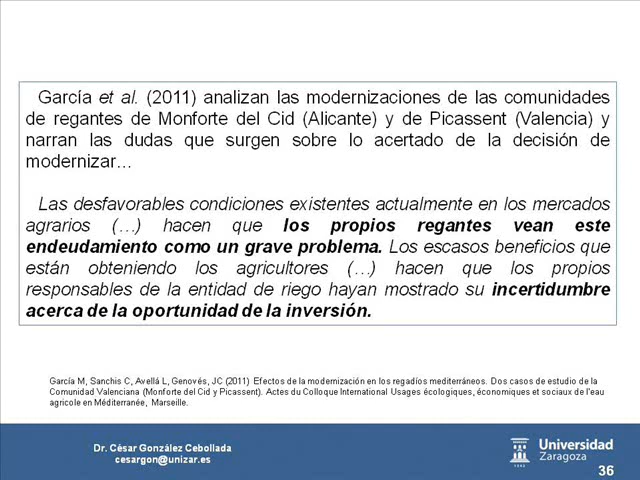 García et al. (2011) analizan las modernizaciones de las comunidades
de regantes de Monforte del Cid (Alicante) y de Picassent (Valencia) y
narran las dudas que surgen sobre lo acertado de la decisión de
modernizar…
Las desfavorables condiciones existentes actualmente en los mercados
agrarios (…) hacen que los propios regantes vean este
endeudamiento como un grave problema. Los escasos beneficios que
están obteniendo los agricultores (…) hacen que los propios
responsables de la entidad de riego hayan mostrado su incertidumbre
acerca de la oportunidad de la inversión.
García M, Sanchis C, Avellá L, Genovés, JC (2011) Efectos de la modernización en los regadíos mediterráneos. Dos casos de estudio de la
Comunidad Valenciana (Monforte del Cid y Picassent). Actes du Colloque International Usages écologiques, économiques et sociaux de l'eau
agricole en Méditerranée, Marseille.
Dr. César González Cebollada
cesargon@unizar.es
Universidad
Zaragoza
1542
36